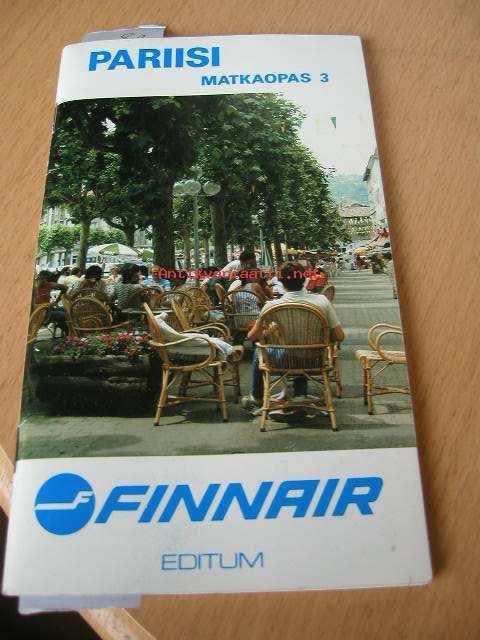 PARIISI
MATKAOPAS 3
Antikvariaatti.net
FINNAIR
EDITUM